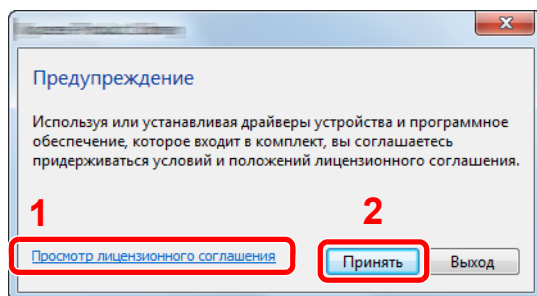 Предупреждение
Используя или устанавливая драйверы устройства и программное
обеспечение, которое входит в комплект, вы соглашаетесь
придерживаться условий и положений лицензионного соглашения.
1
2
Просмотр лицензионного соглашения
Принять
Выход